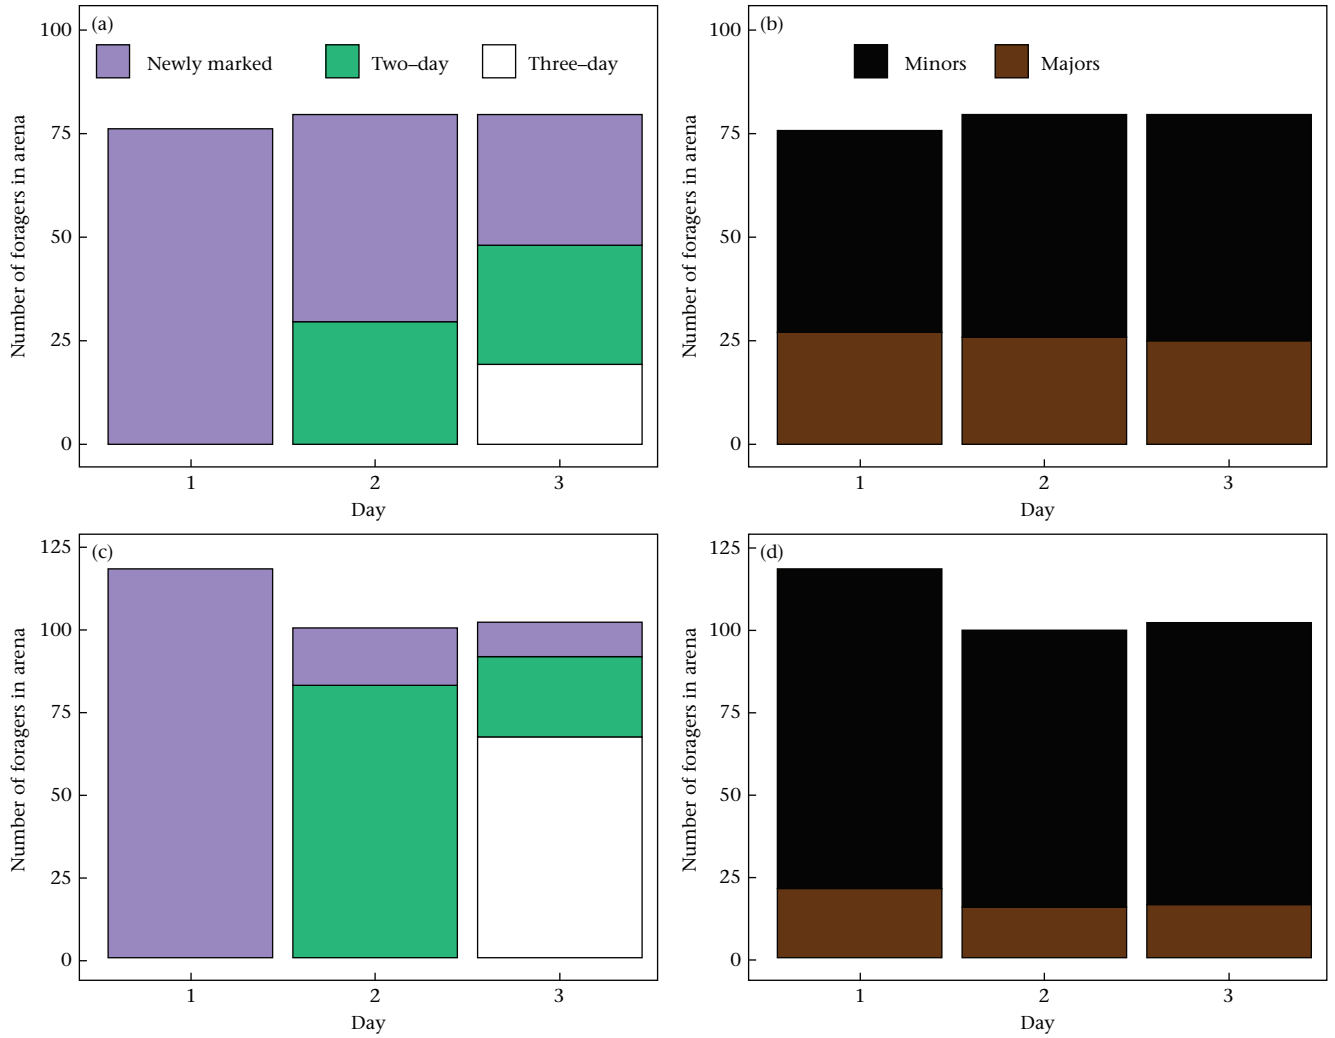 (a)
Newly marked
Two–day
Three–day
100
75
50
25
0
Number of foragers in arena
1 2 3
Day
(b)
Minors
Majors
100
75
50
25
0
Number of foragers in arena
1 2 3
Day
(c)
125
100
75
50
25
0
Number of foragers in arena
1 2 3
Day
(d)
125
100
75
50
25
0
Number of foragers in arena
1 2 3
Day